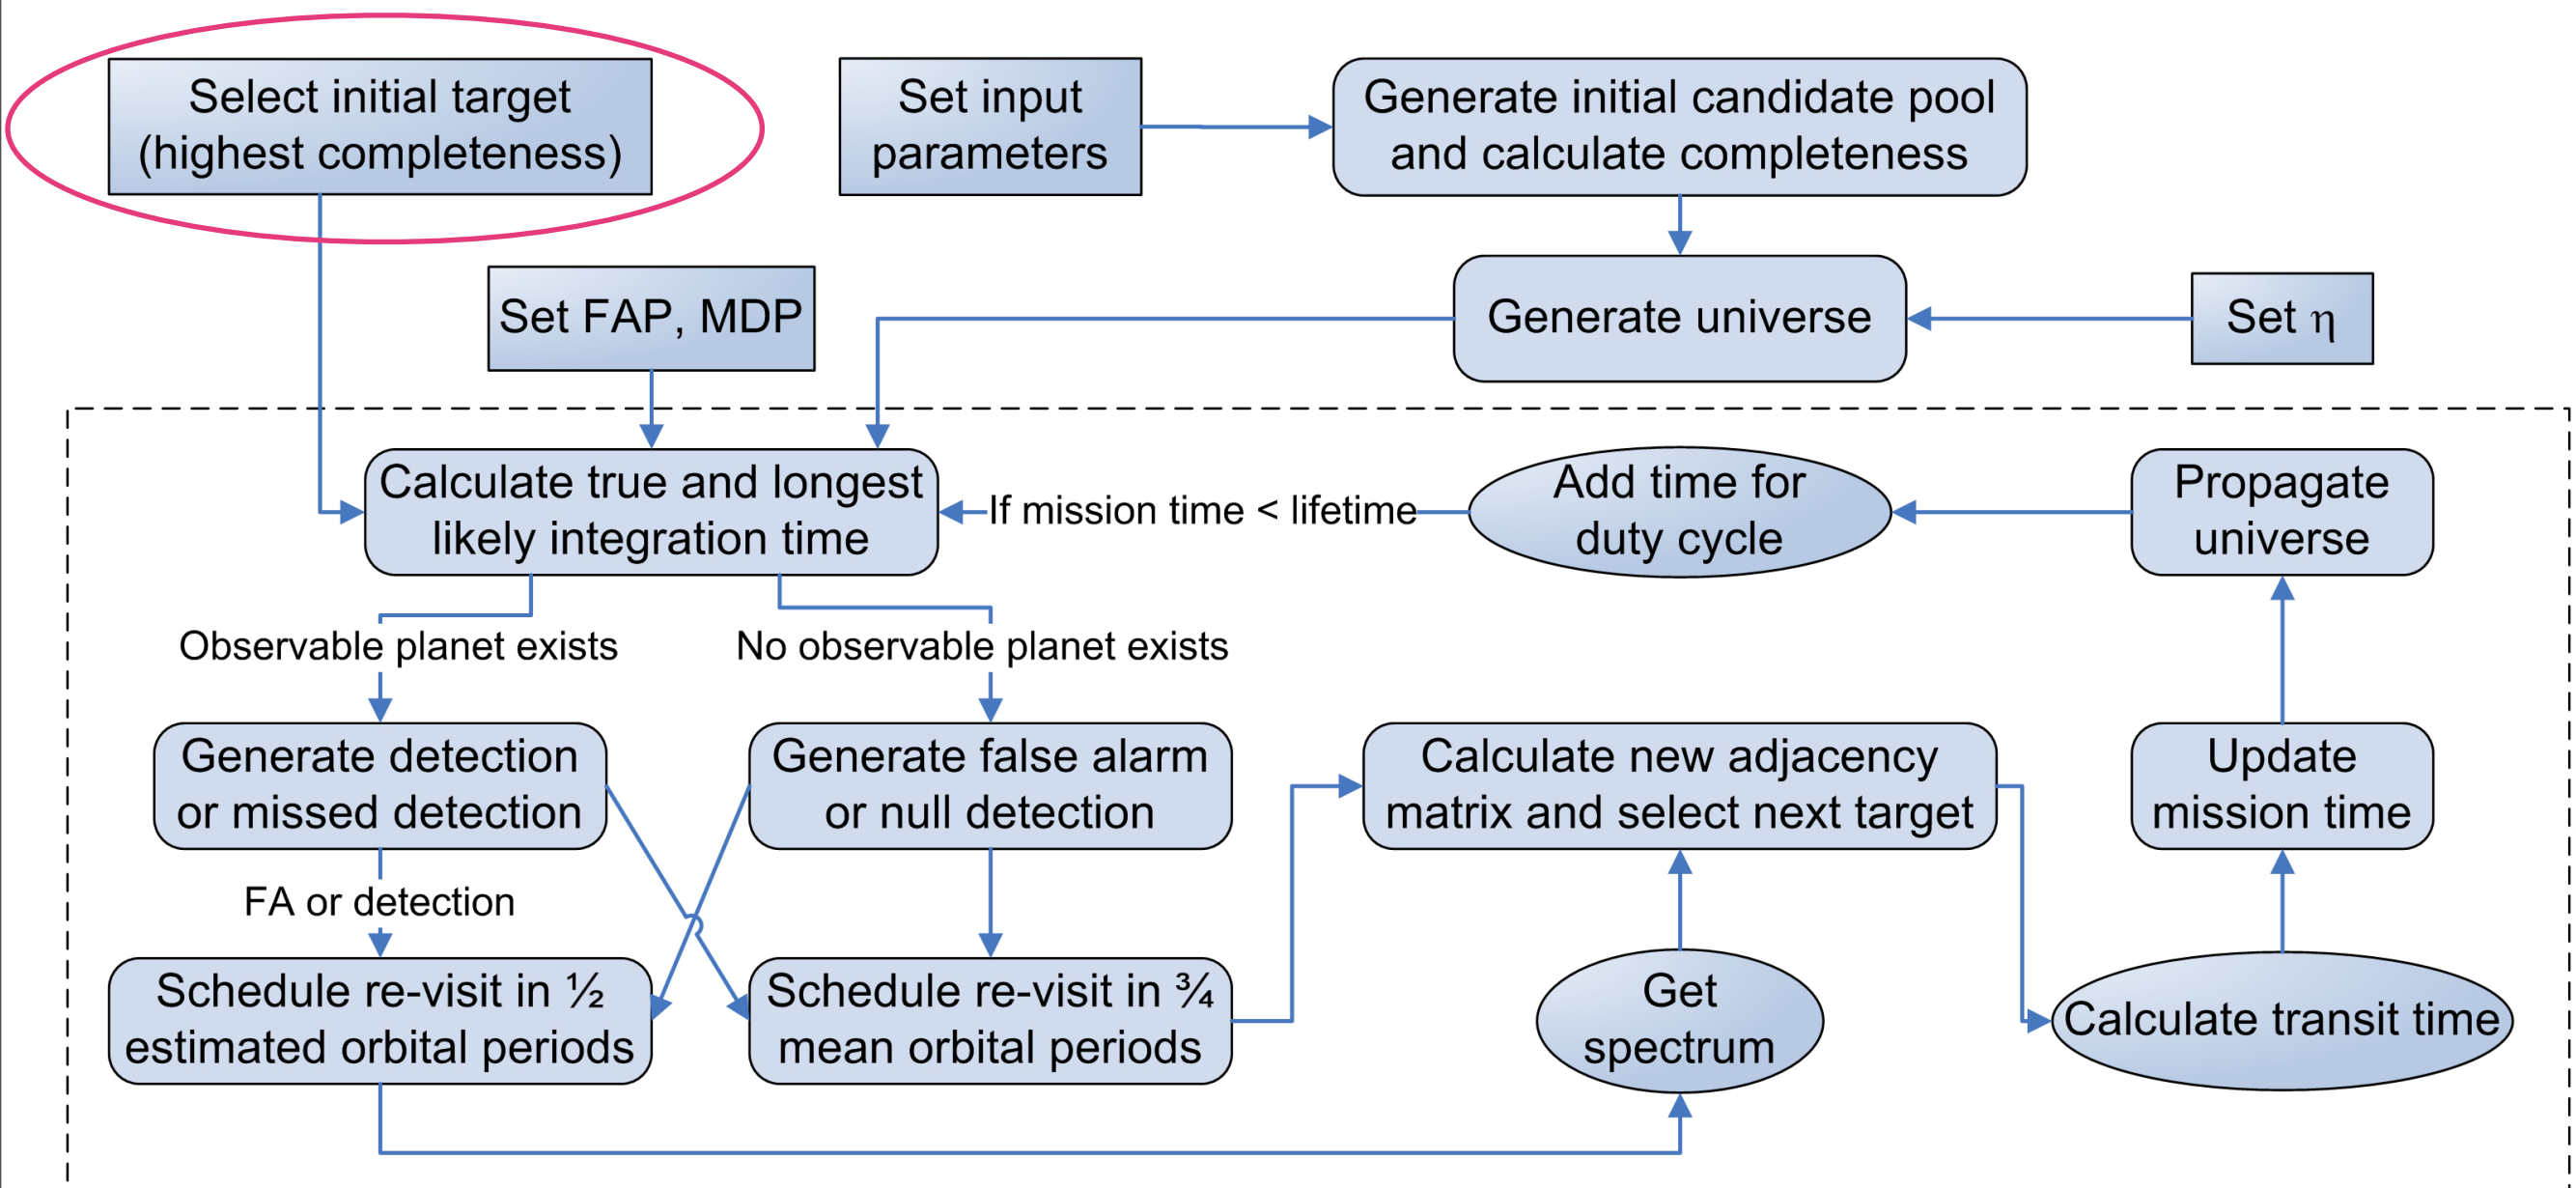 Select initial target
(highest completeness)
Set input
parameters
Generate initial candidate pool
and calculate completeness
Set FAP, MDP
Generate universe
Set η
Calculate true and longest
likely integration time
If mission time < lifetime
Add time for
duty cycle
Propagate
universe
Observable planet exists
No observable planet exists
Generate detection
or missed detection
Generate false alarm
or null detection
Calculate new adjacency
matrix and select next target
Update
mission time
FA or detection
Schedule re-visit in ½
estimated orbital periods
Schedule re-visit in ¾
mean orbital periods
Get
spectrum
Calculate transit time